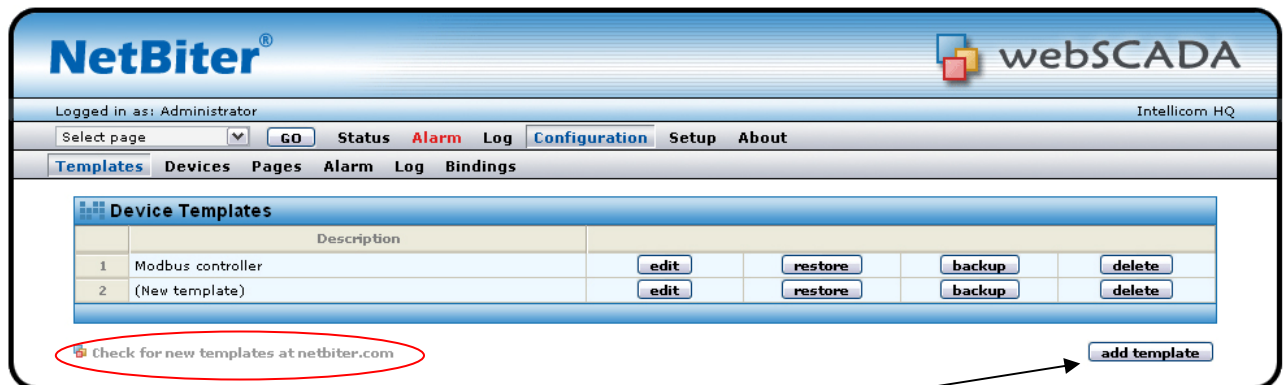 NetBiter®
webSCADA
Logged in as: Administrator Intellicom HQ
Select page GO Status Alarm Log Configuration Setup About
Templates Devices Pages Alarm Log Bindings
Device Templates
Description
1 Modbus controller edit restore backup delete
2 (New template) edit restore backup delete
Check for new templates at netbiter.com add template